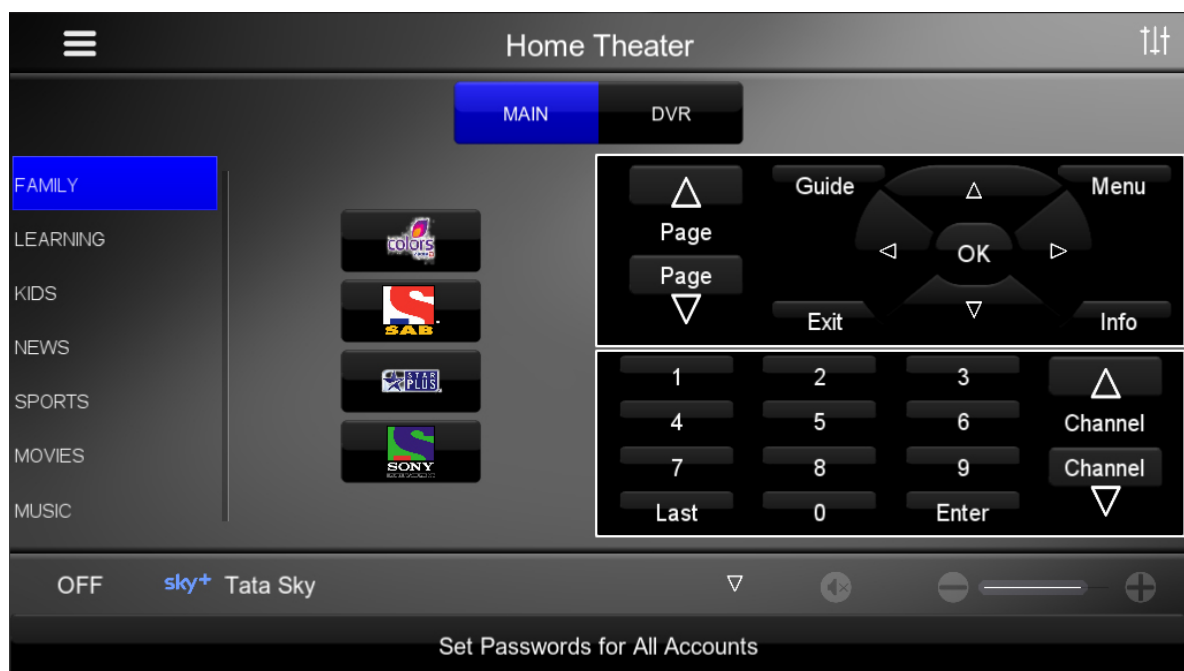 Home Theater
MAIN
DVR
FAMILY
LEARNING
KIDS
NEWS
SPORTS
MOVIES
MUSIC
colors
SAB
STAR
PLUS
SONY
Page
Page
Guide
Menu
OK
Exit
Info
1 2 3
4 5 6
Channel
7 8 9
Channel
Last 0 Enter
OFF
sky+ Tata Sky
Set Passwords for All Accounts